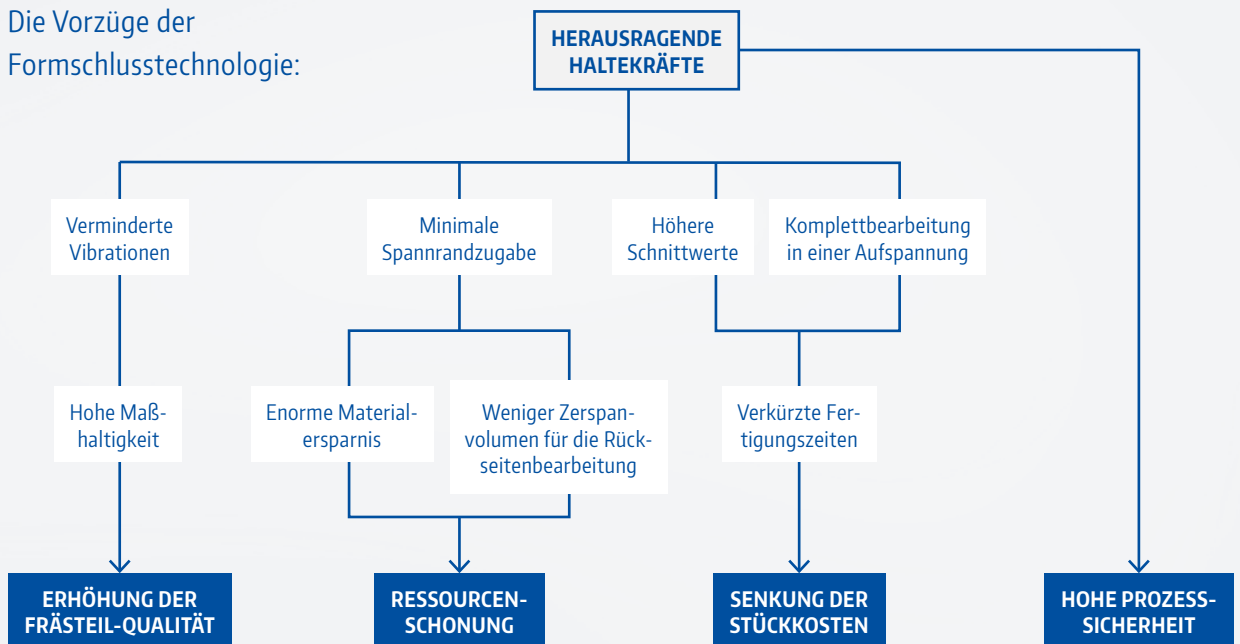 Die Vorzüge der
Formschlusstechnologie:
HERAUSRAGENDE
HALTEKRÄFTE
Verminderte
Vibrationen
Minimale
Spannrandzugabe
Höhere
Schnittwerte
Komplettbearbeitung
in einer Aufspannung
Hohe Maß-
haltigkeit
Enorme Material-
ersparnis
Weniger Zerspan-
volumen für die Rück-
seitenbearbeitung
Verkürzte Fer-
tigungszeiten
ERHÖHUNG DER
FRÄSTEIL-QUALITÄT
RESSOURCEN-
SCHONUNG
SENKUNG DER
STÜCKKOSTEN
HOHE PROZESS-
SICHERHEIT